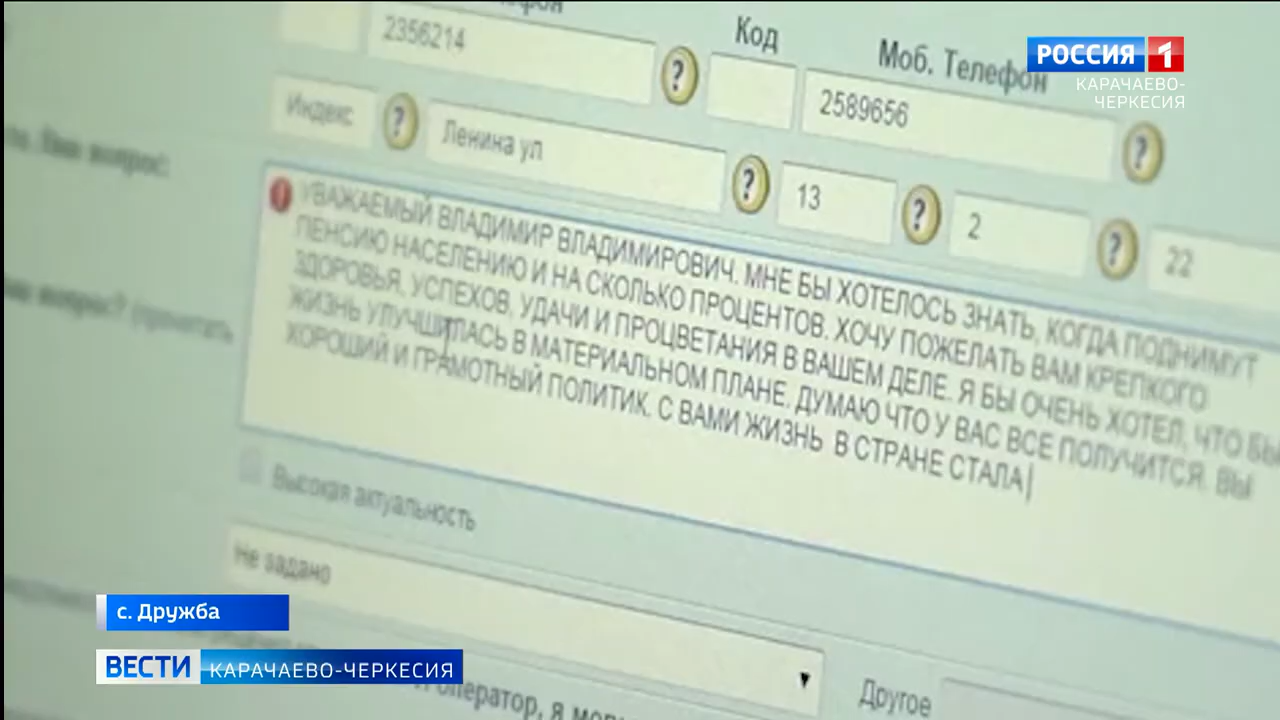 2356214
Код
Моб. Телефон
2589656
РОССИЯ 1
КАРАЧАЕВО-
ЧЕРКЕСИЯ
Индекс
Ленина ул
13
2
22
УВАЖАЕМЫЙ ВЛАДИМИР ВЛАДИМИРОВИЧ. МНЕ БЫ ХОТЕЛОСЬ ЗНАТЬ, КОГДА ПОДНИМУТ
ПЕНСИЮ НАСЕЛЕНИЮ И НА СКОЛЬКО ПРОЦЕНТОВ. ХОЧУ ПОЖЕЛАТЬ ВАМ КРЕПКОГО
ЗДОРОВЬЯ, УСПЕХОВ, УДАЧИ И ПРОЦВЕТАНИЯ В ВАШЕМ ДЕЛЕ. Я БЫ ОЧЕНЬ ХОТЕЛ, ЧТО БЫ
ЖИЗНЬ УЛУЧШИЛАСЬ В МАТЕРИАЛЬНОМ ПЛАНЕ. ДУМАЮ ЧТО У ВАС ВСЕ ПОЛУЧИТСЯ. ВЫ
ХОРОШИЙ И ГРАМОТНЫЙ ПОЛИТИК. С ВАМИ ЖИЗНЬ В СТРАНЕ СТАЛА
вопрос:
вопрос?
Высокая актуальность
Не задано
Другое
оператор, я
с. Дружба
ВЕСТИ КАРАЧАЕВО-ЧЕРКЕСИЯ